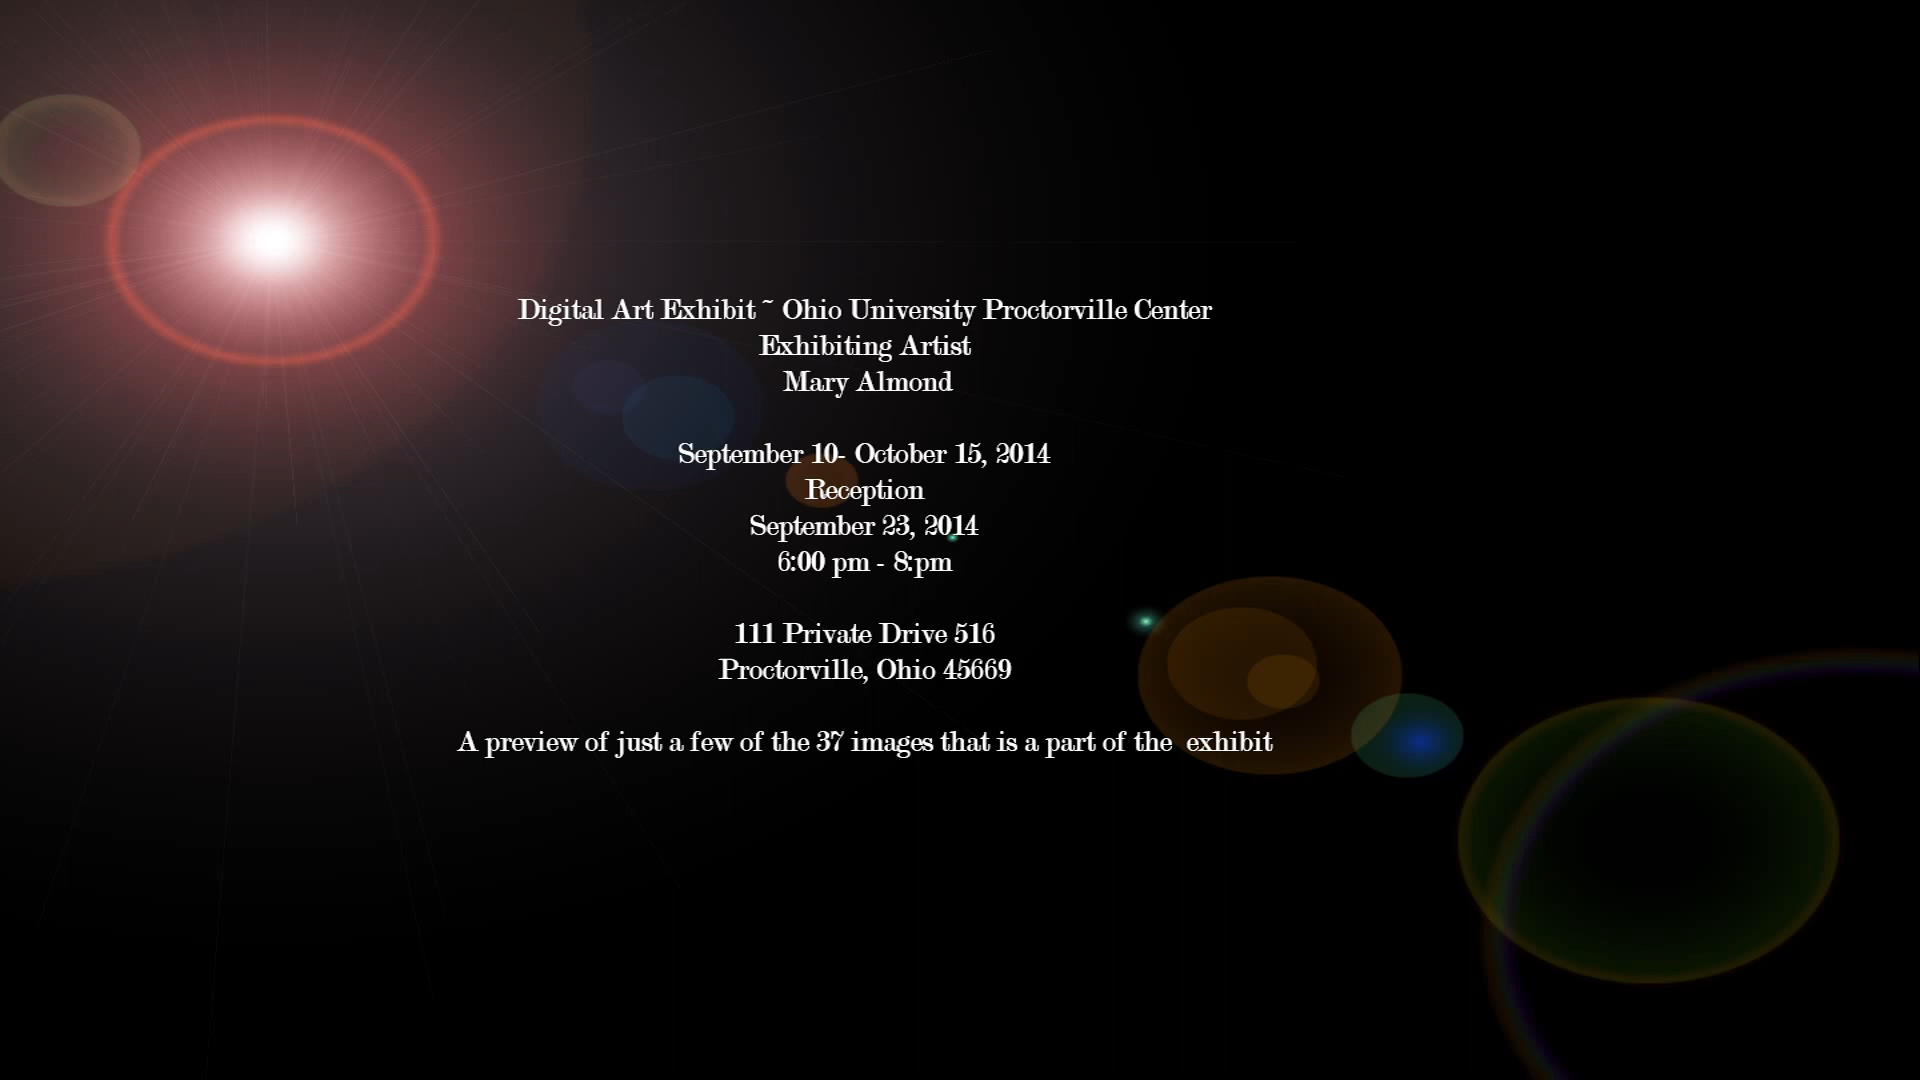 Digital Art Exhibit ~ Ohio University Proctorville Center
Exhibiting Artist
Mary Almond
September 10- October 15, 2014
Reception
September 23, 2014
6:00 pm - 8:pm
111 Private Drive 516
Proctorville, Ohio 45669
A preview of just a few of the 37 images that is a part of the  exhibit